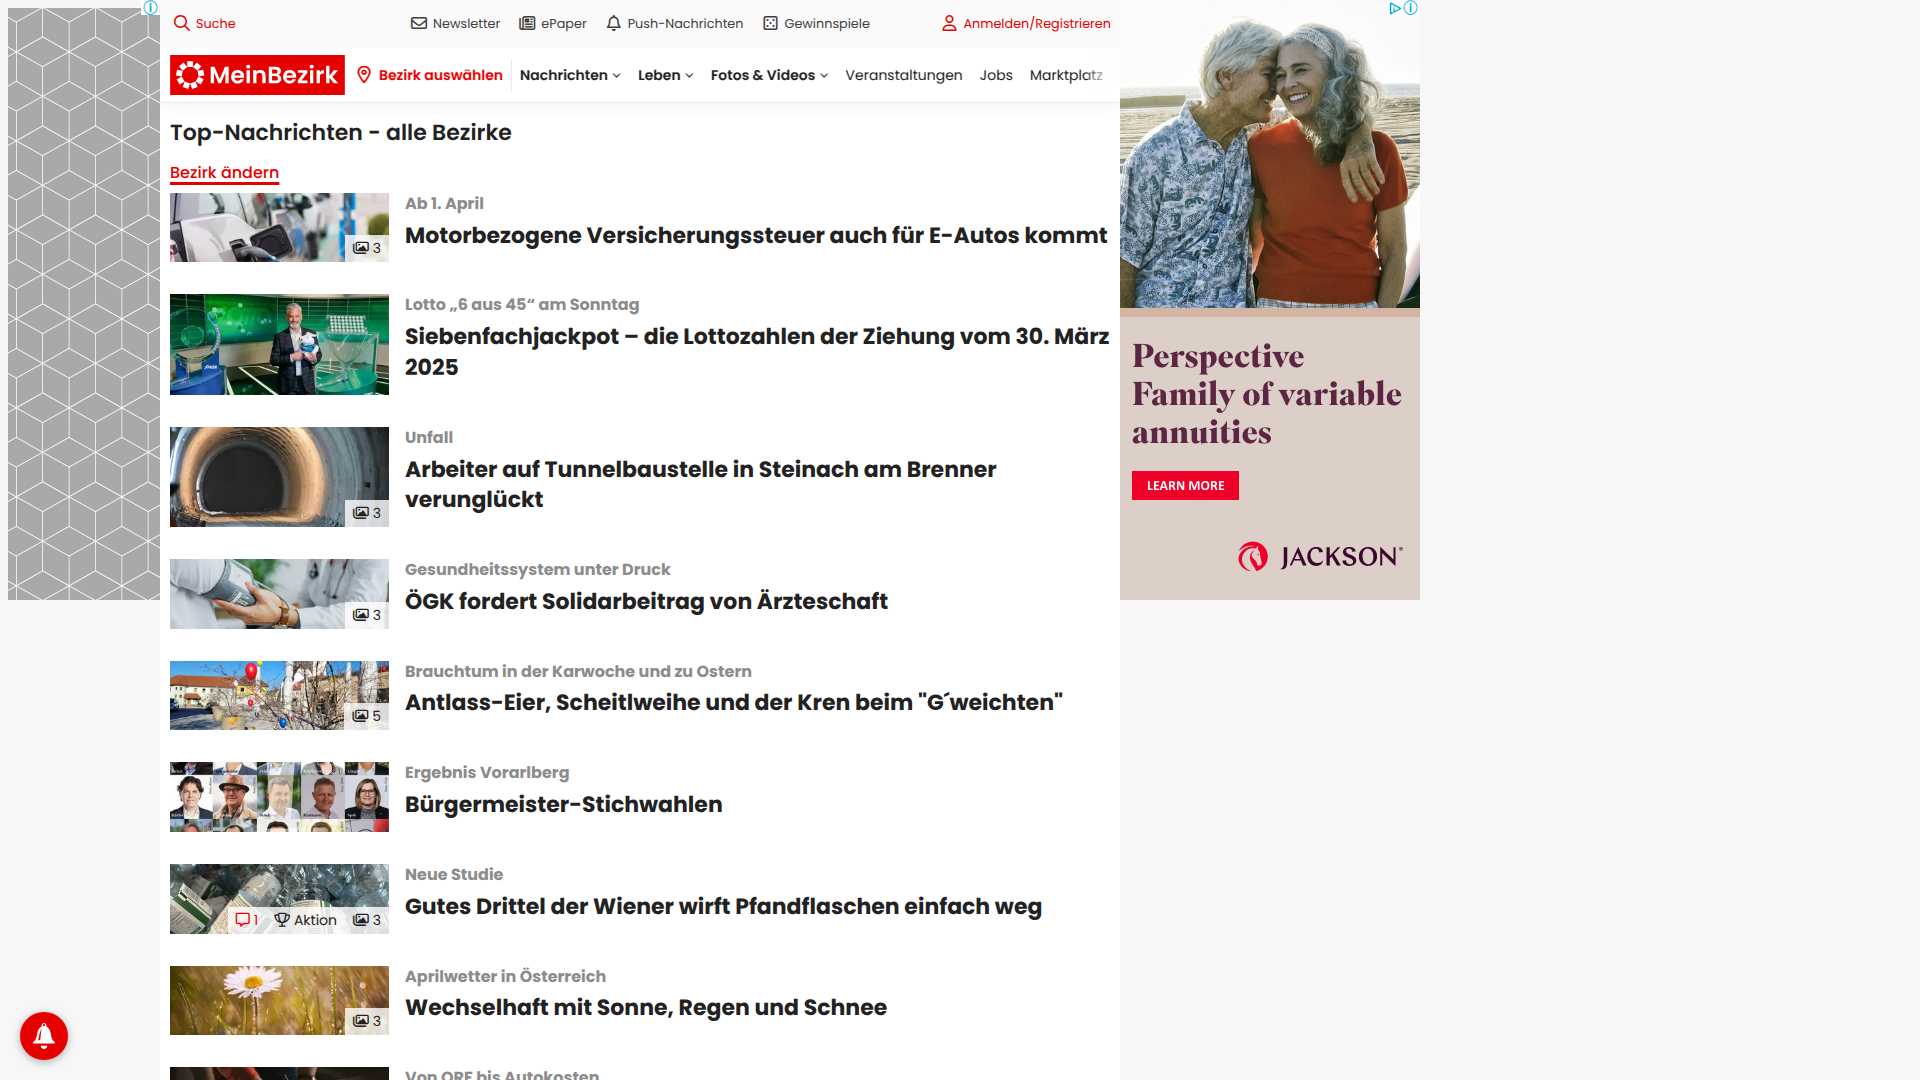 Suche
Newsletter
ePaper
Push-Nachrichten
Gewinnspiele
Anmelden/Registrieren
MeinBezirk
Bezirk auswählen
Nachrichten
Leben
Fotos & Videos
Veranstaltungen
Jobs
Marktplatz
Top-Nachrichten - alle Bezirke
Bezirk ändern
3
Ab 1. April
Motorbezogene Versicherungssteuer auch für E-Autos kommt
Lotto „6 aus 45“ am Sonntag
Siebenfachjackpot – die Lottozahlen der Ziehung vom 30. März
2025
3
Unfall
Arbeiter auf Tunnelbaustelle in Steinach am Brenner
verunglückt
3
Gesundheitssystem unter Druck
ÖGK fordert Solidarbeitrag von Ärzteschaft
5
Brauchtum in der Karwoche und zu Ostern
Antlass-Eier, Scheitlweihe und der Kren beim "G´weichten"
Ergebnis Vorarlberg
Bürgermeister-Stichwahlen
1
Aktion
3
Neue Studie
Gutes Drittel der Wiener wirft Pfandflaschen einfach weg
3
Aprilwetter in Österreich
Wechselhaft mit Sonne, Regen und Schnee
Von ORF bis Autokosten
Perspective
Family of variable
annuities
LEARN MORE
JACKSON®